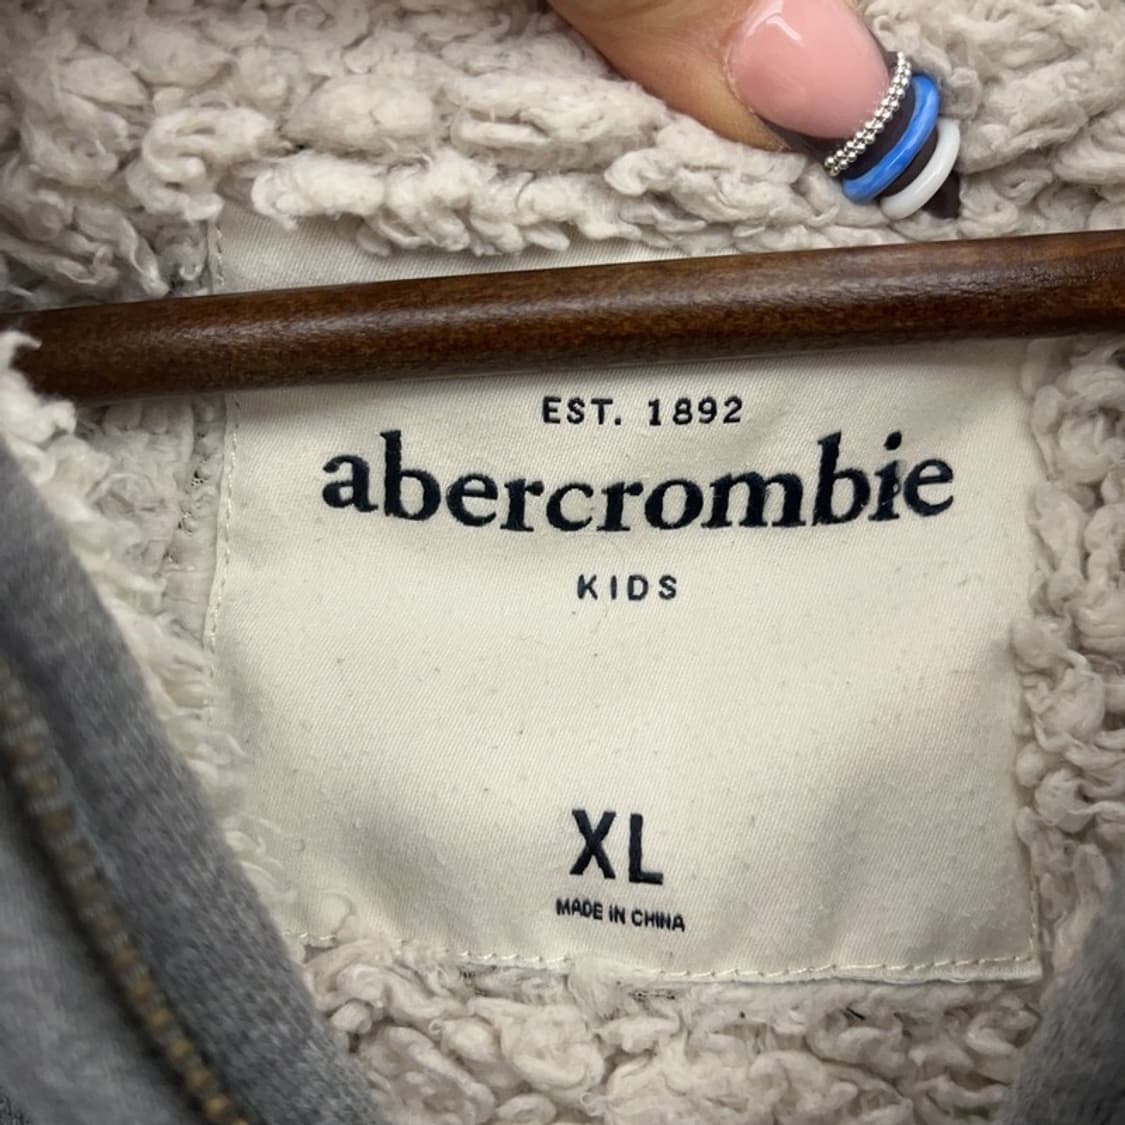 EST. 1892
abercrombie
KIDS
XL
MADE IN CHINA